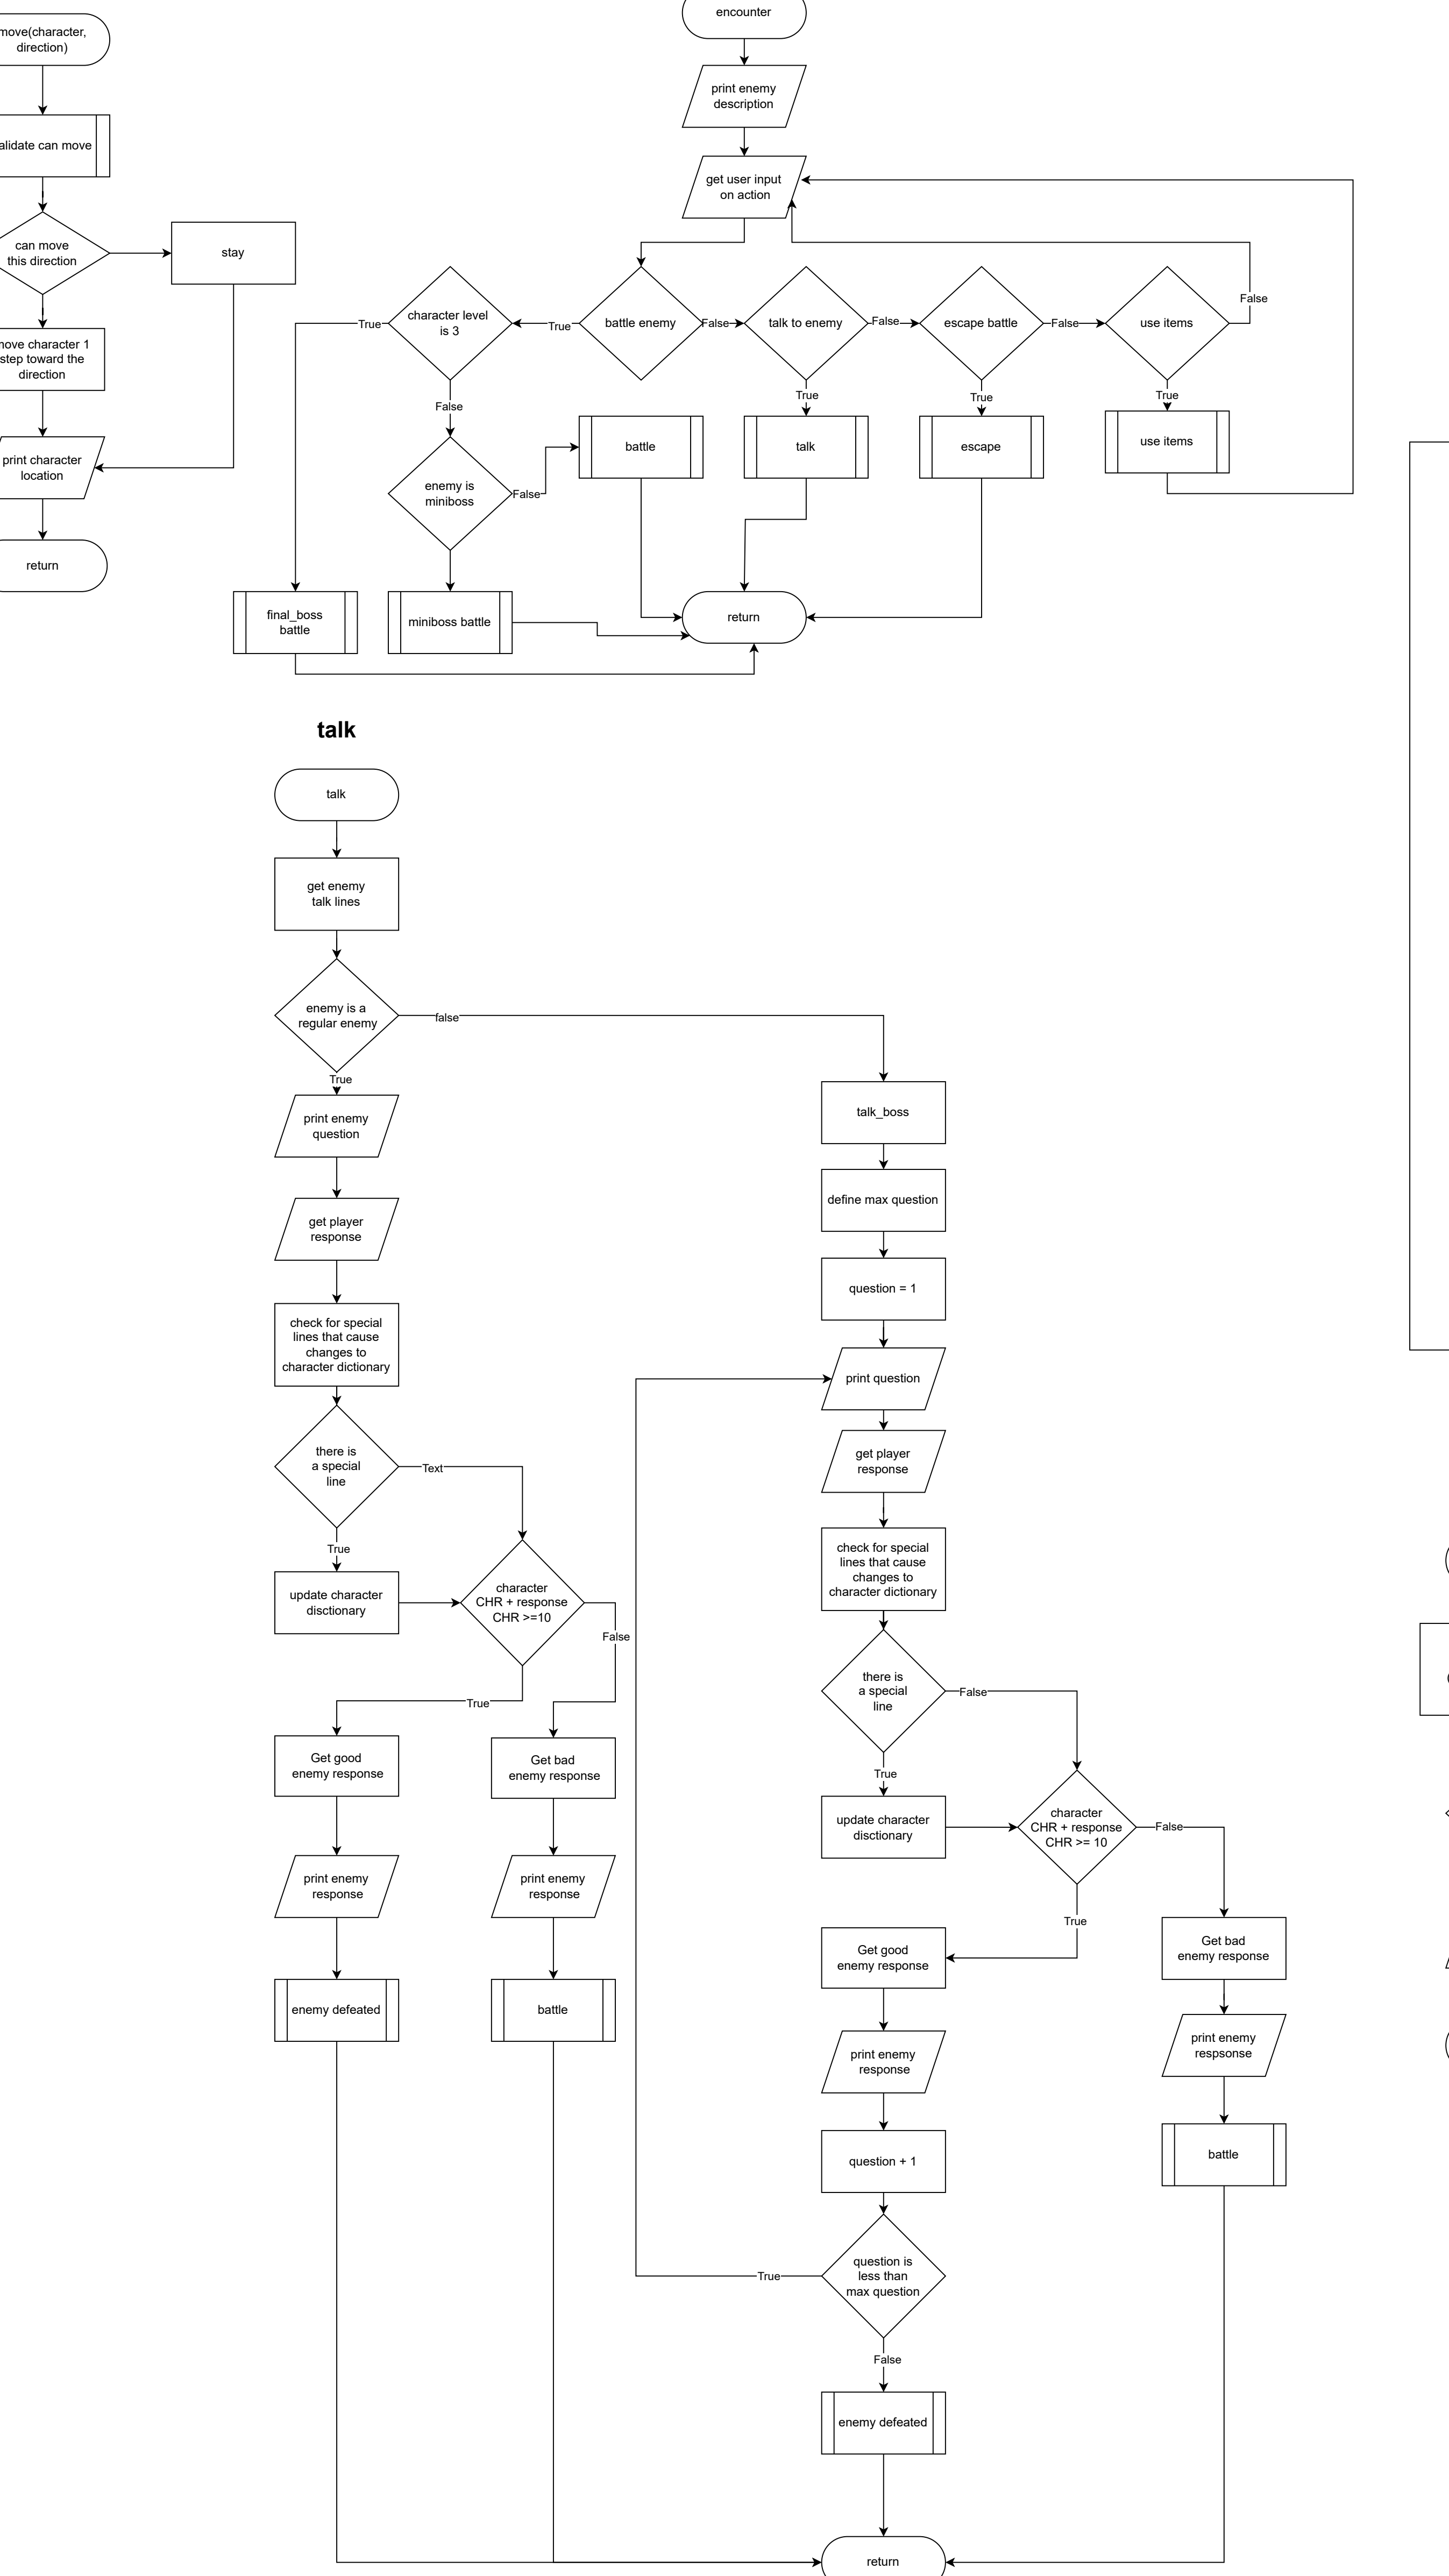 move(character,
direction)
validate can move
can move
this direction
stay
move character 1
step toward the
direction
print character
location
return
encounter
print enemy
description
get user input
on action
character level
is 3
True
True
battle enemy
False
talk to enemy
False
escape battle
False
use items
False
False
True
True
True
enemy is
miniboss
False
battle
talk
escape
use items
final_boss
battle
miniboss battle
return
talk
talk
get enemy
talk lines
enemy is a
regular enemy
false
True
print enemy
question
get player
response
check for special
lines that cause
changes to
character dictionary
there is
a special
line
Text
True
update character
disctionary
character
CHR + response
CHR >=10
False
True
Get good
enemy response
Get bad
enemy response
print enemy
response
print enemy
response
enemy defeated
battle
talk_boss
define max question
question = 1
print question
get player
response
check for special
lines that cause
changes to
character dictionary
there is
a special
line
False
True
update character
disctionary
character
CHR + response
CHR >= 10
False
True
Get good
enemy response
Get bad
enemy response
print enemy
response
print enemy
respsonse
question + 1
battle
question is
less than
max question
True
False
enemy defeated
return